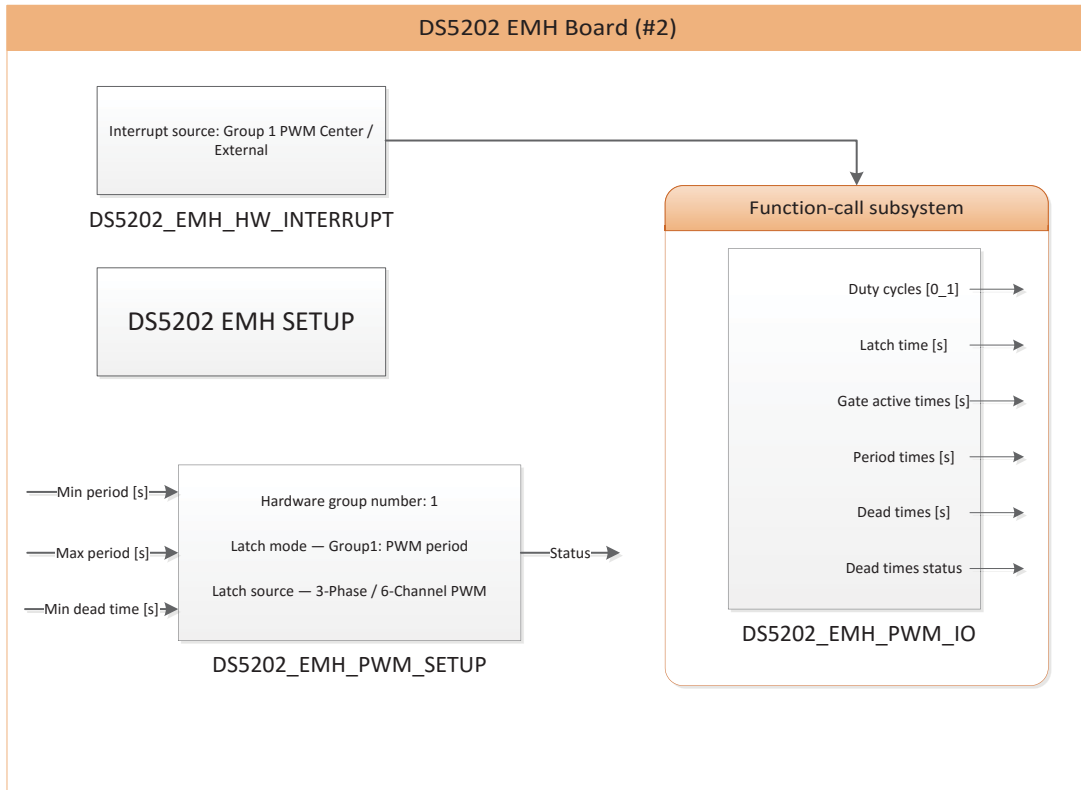 DS5202 EMH Board (#2)
Interrupt source: Group 1 PWM Center /
External
DS5202_EMH_HW_INTERRUPT
DS5202 EMH SETUP
Min period [s]
Max period [s]
Min dead time [s]
Hardware group number: 1
Latch mode — Group1: PWM period
Latch source — 3-Phase / 6-Channel PWM
Status
DS5202_EMH_PWM_SETUP
Function-call subsystem
Duty cycles [0_1]
Latch time [s]
Gate active times [s]
Period times [s]
Dead times [s]
Dead times status
DS5202_EMH_PWM_IO